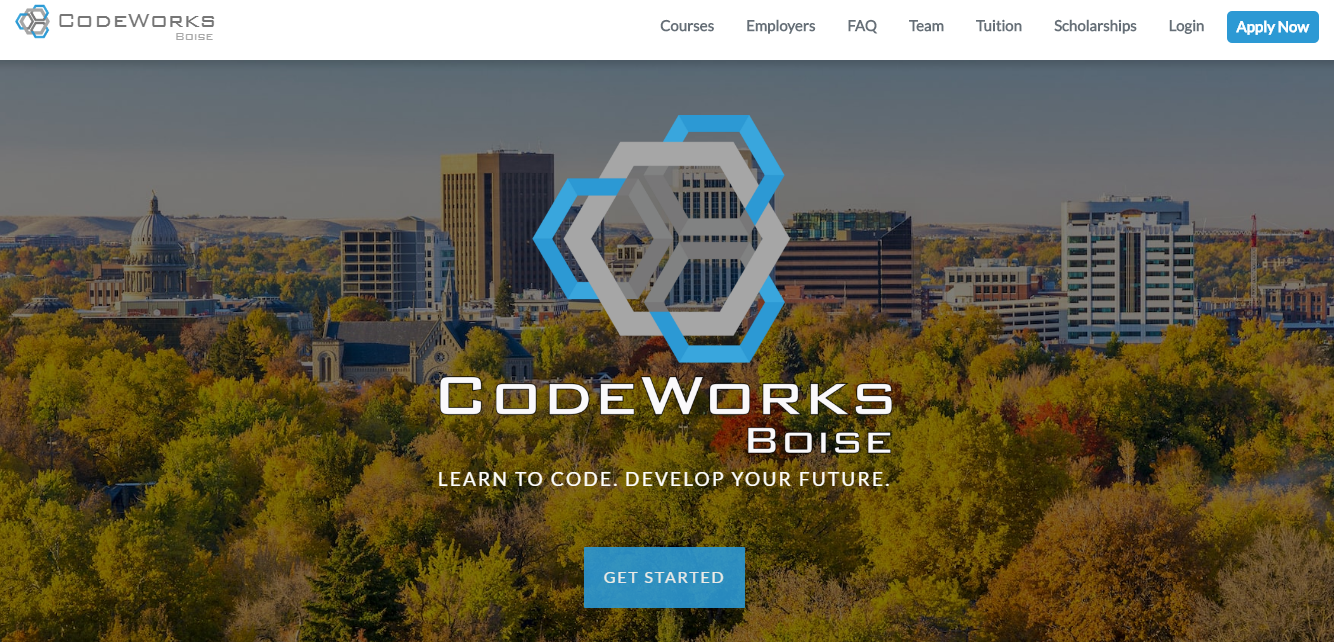 CODEWORKS
BOISE
Courses
Employers
FAQ
Team
Tuition
Scholarships
Login
Apply Now
CODEWORKS
BOISE
LEARN TO CODE. DEVELOP YOUR FUTURE.
GET STARTED